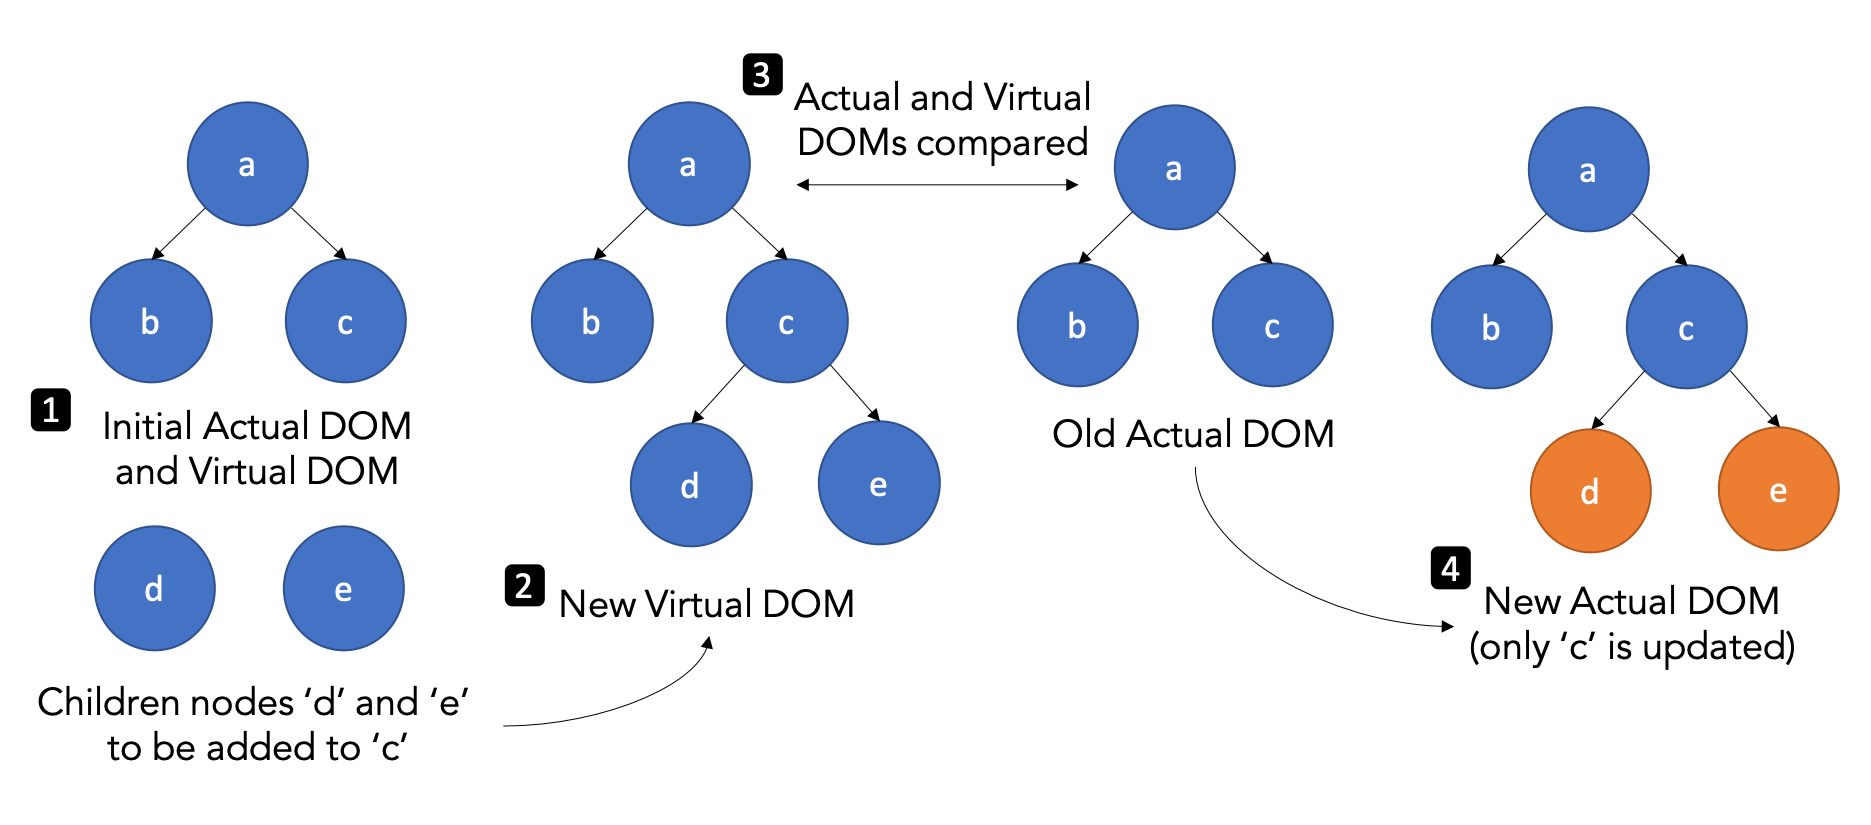 a
b
c
1
Initial Actual DOM
and Virtual DOM
d
e
Children nodes ‘d’ and ‘e’
to be added to ‘c’
a
b
c
d
e
2
New Virtual DOM
3
Actual and Virtual
DOMs compared
a
b
c
Old Actual DOM
a
b
c
d
e
4
New Actual DOM
(only ‘c’ is updated)